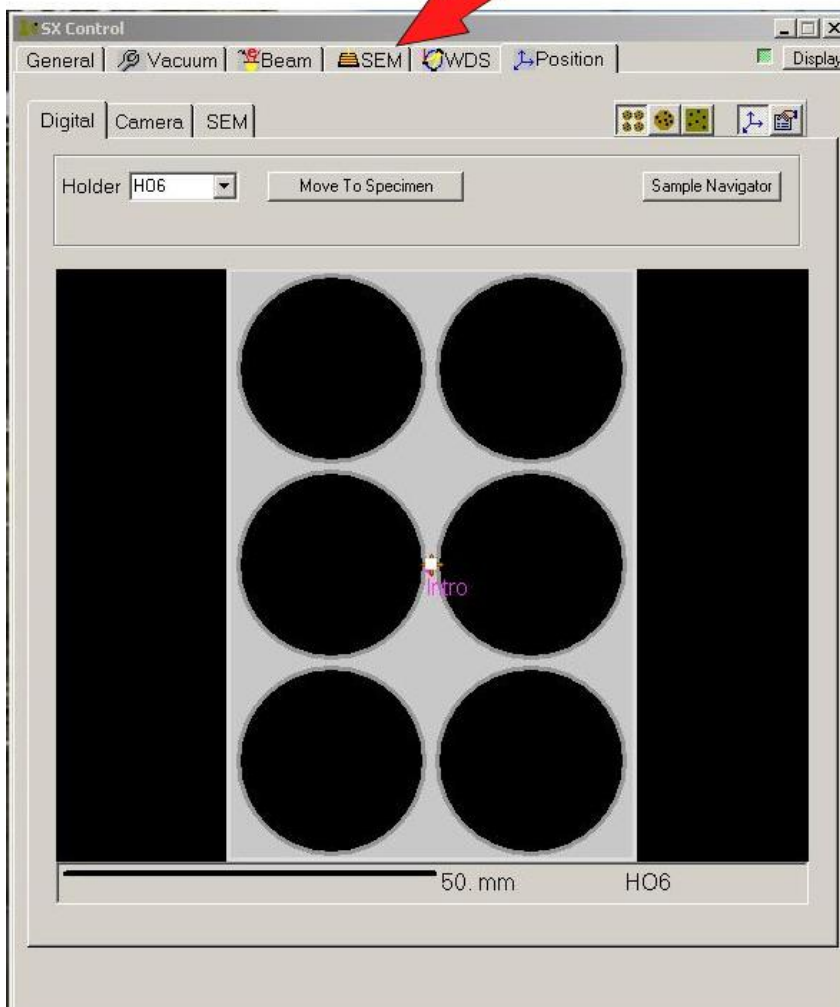 SX Control
General Vacuum Beam SEM WDS Position Display
Digital Camera SEM
Holder HO6 Move To Specimen Sample Navigator
Intro
50. mm HO6